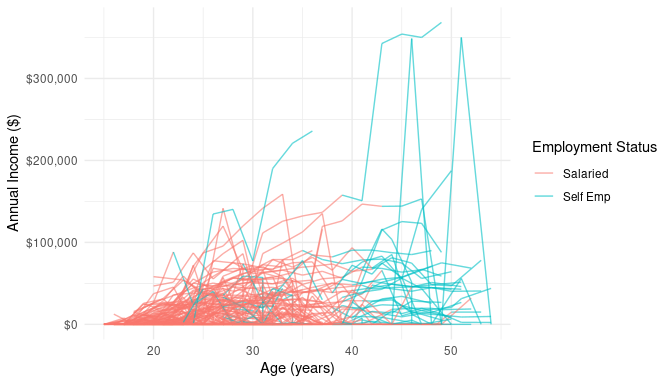 $300,000
$200,000
$100,000
$0
Annual Income ($)
20 30 40 50
Age (years)
Employment Status
Salaried
Self Emp